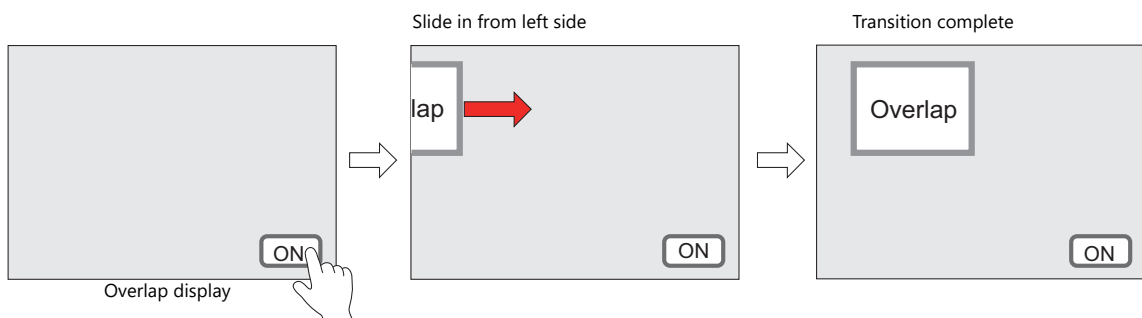 Slide in from left side
Transition complete
lap
Overlap
ON
ON
ON
Overlap display